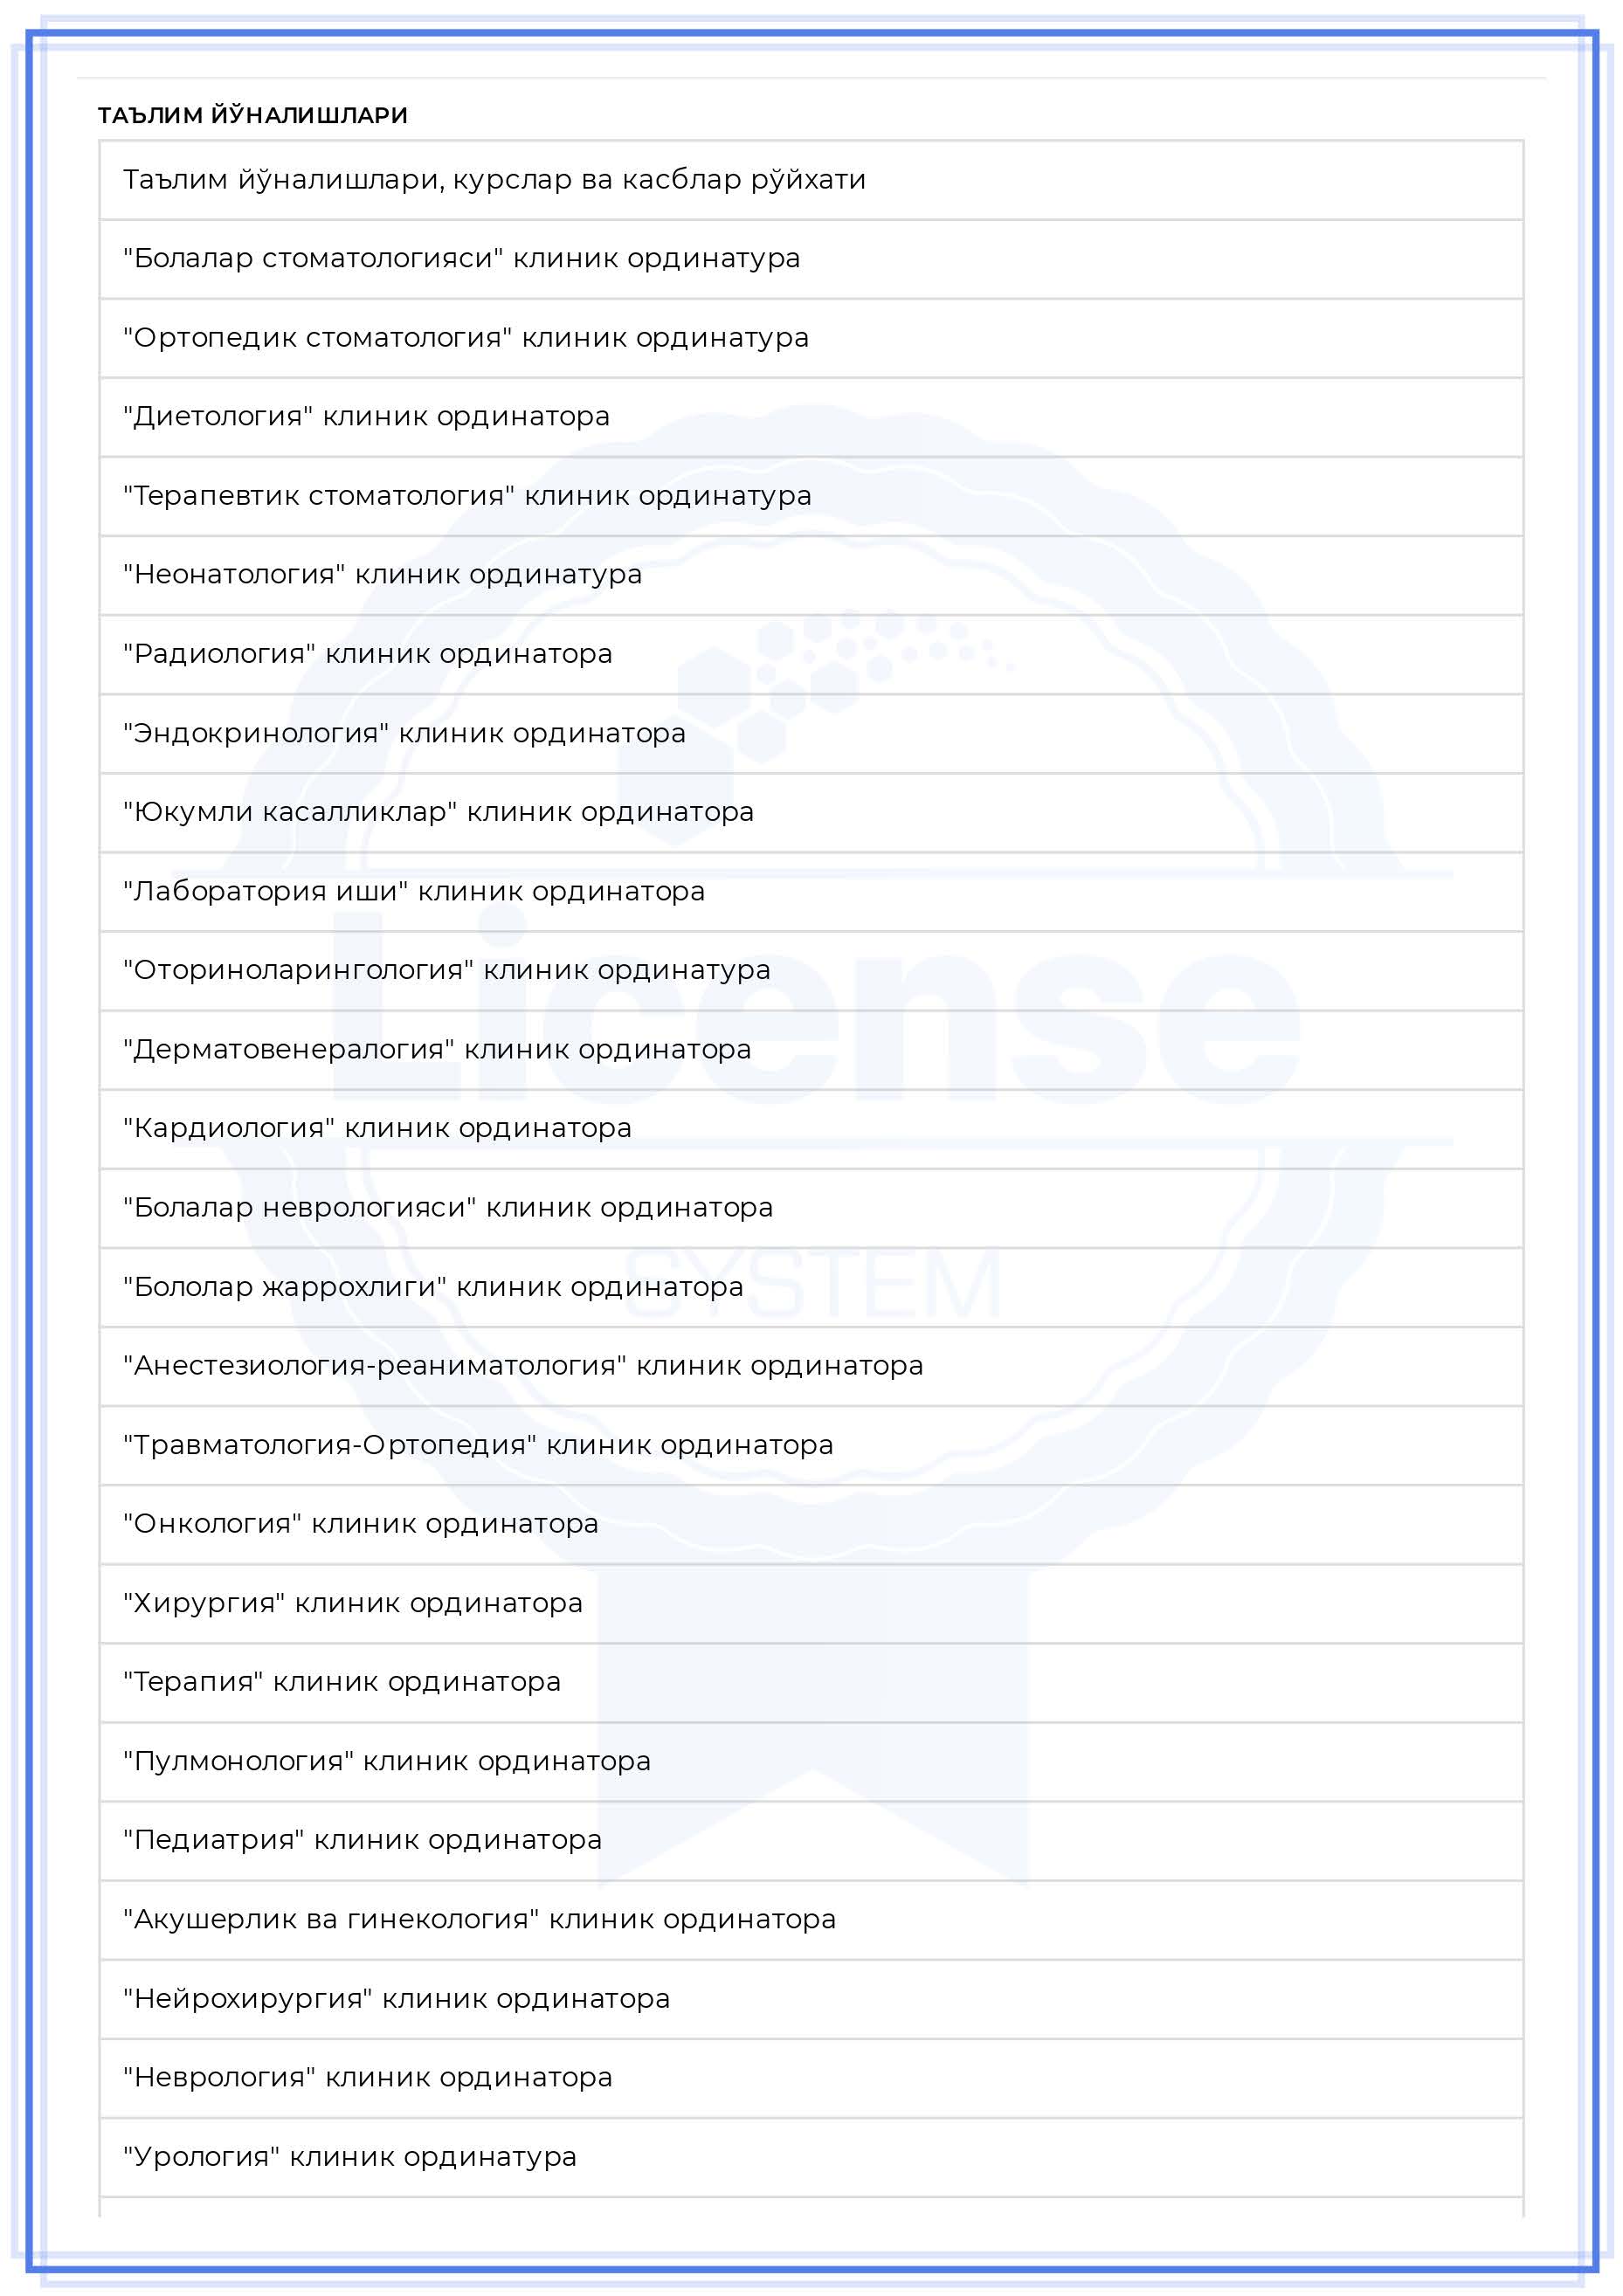 ТАЪЛИМ ЙЎНАЛИШЛАРИ
Таълим йўналишлари, курслар ва касблар рўйхати
"Болалар стоматологияси" клиник ординатура
"Ортопедик стоматология" клиник ординатура
"Диетология" клиник ординатора
"Терапевтик стоматология" клиник ординатура
"Неонатология" клиник ординатура
"Радиология" клиник ординатора
"Эндокринология" клиник ординатора
"Юкумли касалликлар" клиник ординатора
"Лаборатория иши" клиник ординатора
"Оториноларингология" клиник ординатура
License
"Дерматовенералогия" клиник ординатора
"Кардиология" клиник ординатора
"Болалар неврологияси" клиник ординатора
SYSTEM
"Бололар жаррохлиги" клиник ординатора
"Анестезиология-реаниматология" клиник ординатора
"Травматология-Ортопедия" клиник ординатора
"Онкология" клиник ординатора
"Хирургия" клиник ординатора
"Терапия" клиник ординатора
"Пулмонология" клиник ординатора
"Педиатрия" клиник ординатора
"Акушерлик ва гинекология" клиник ординатора
"Нейрохирургия" клиник ординатора
"Неврология" клиник ординатора
"Урология" клиник ординатура